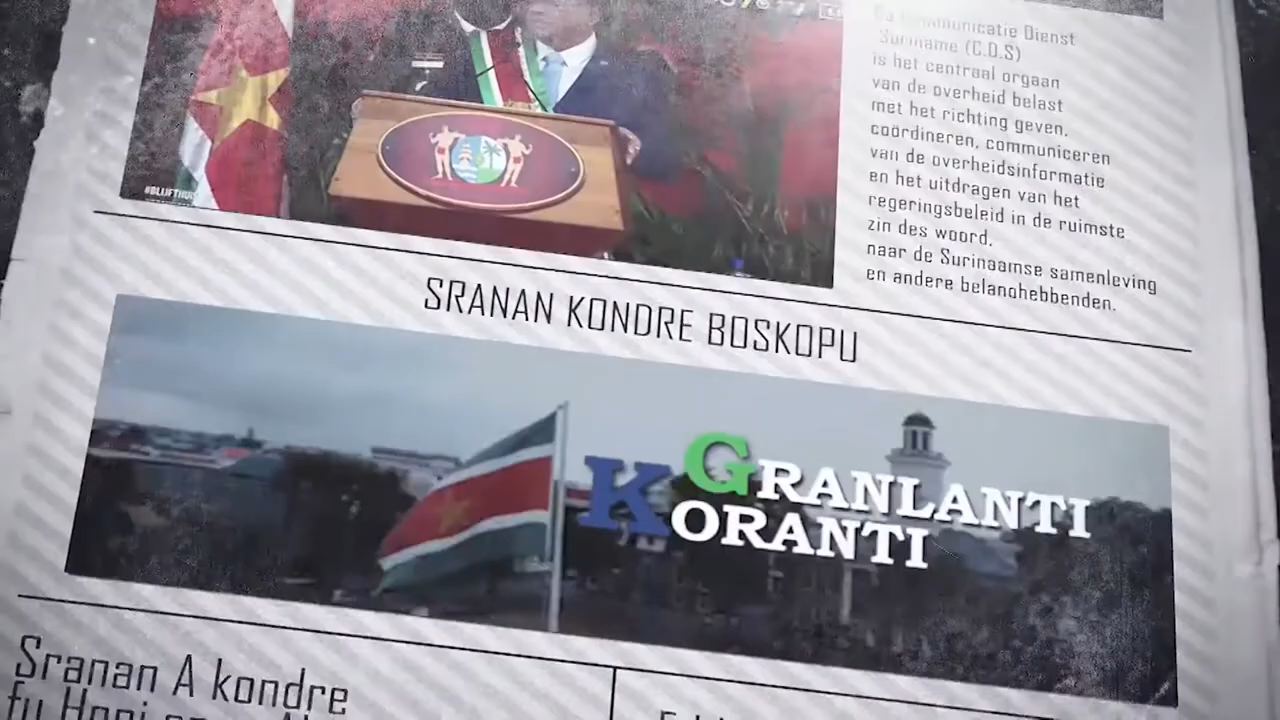 #BLIJFTHUIS
Communicatie Dienst
Suriname (C.D.S)
is het centraal orgaan
van de overheid belast
met het richting geven,
coördineren, communiceren
van de overheidsinformatie
en het uitdragen van het
regeringsbeleid in de ruimste
zin des woord,
naar de Surinaamse samenleving
en andere belanghebbenden.
SRANAN KONDRE BOSKOPU
GRANLANTI
KORANTI
Sranan A kondre
fu